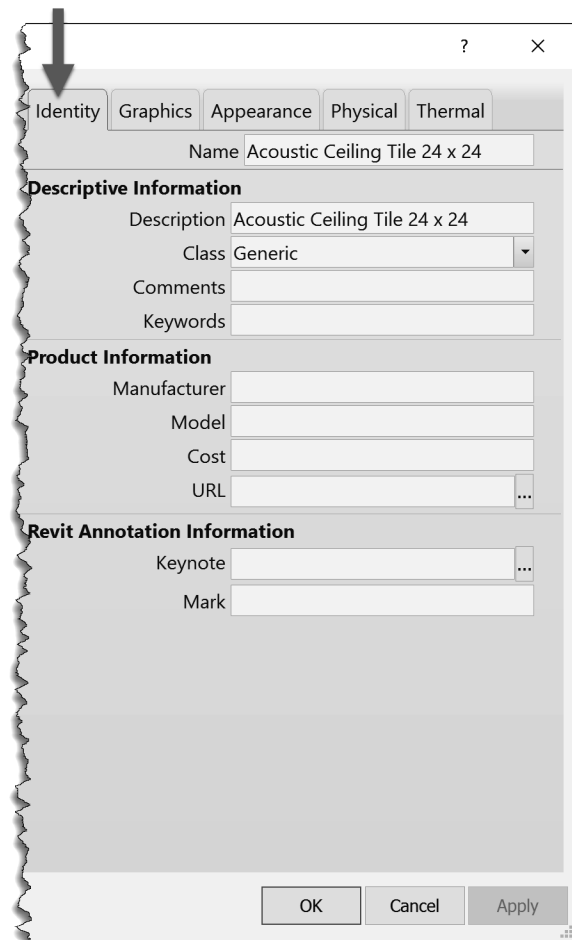 ?
Identity Graphics Appearance Physical Thermal
Name Acoustic Ceiling Tile 24 x 24
Descriptive Information
Description Acoustic Ceiling Tile 24 x 24
Class Generic
Comments
Keywords
Product Information
Manufacturer
Model
Cost
URL ...
Revit Annotation Information
Keynote ...
Mark
OK Cancel Apply